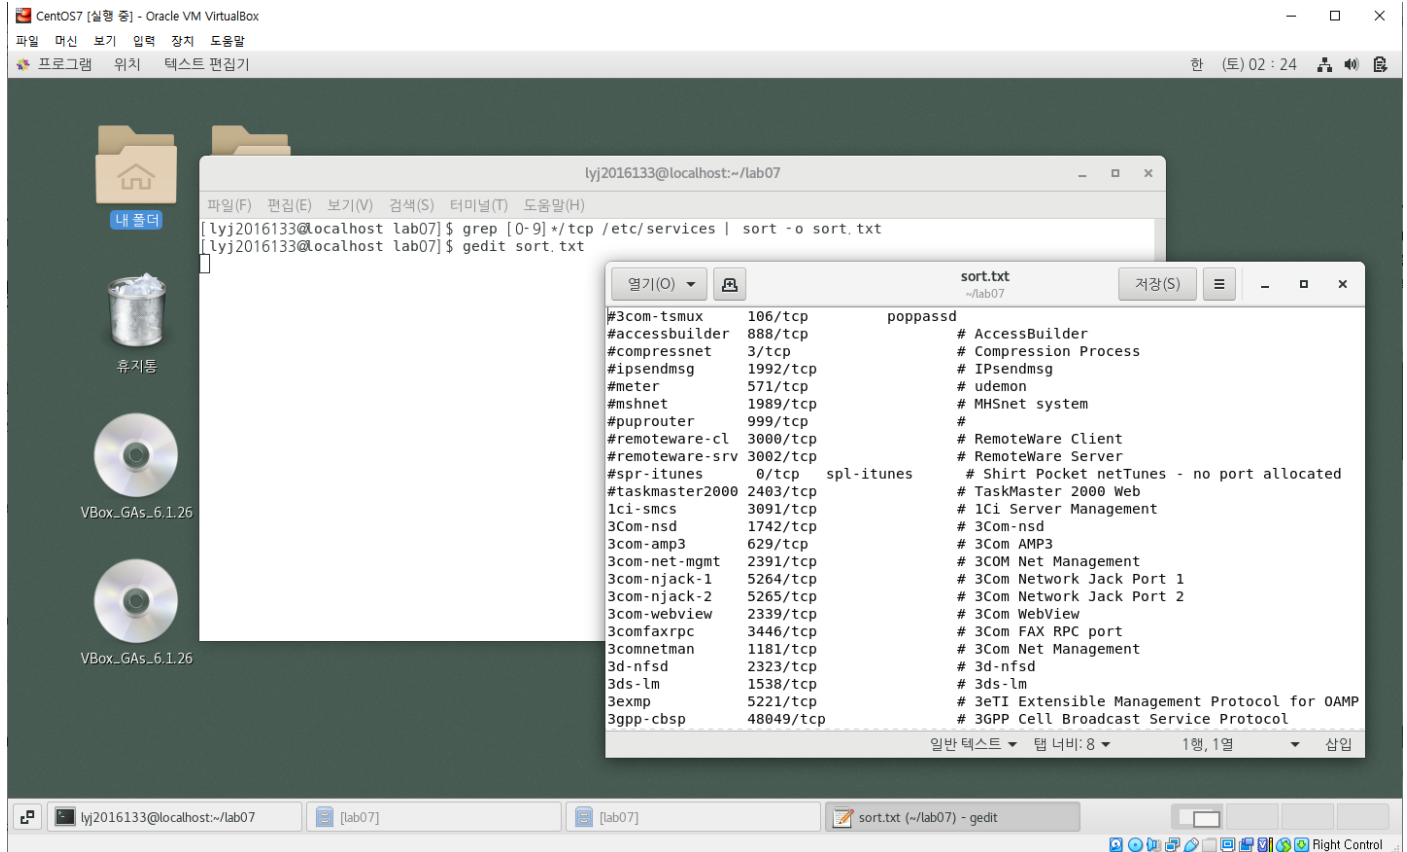 CentOS7 [실행 중] - Oracle VM VirtualBox
파일 머신 보기 입력 장치 도움말
프로그램 위치 텍스트 편집기 한 (토) 02 : 24
내 폴더
휴지통
VBox_GAs_6.1.26
VBox_GAs_6.1.26
lyj2016133@localhost:~/lab07
파일(F) 편집(E) 보기(V) 검색(S) 터미널(T) 도움말(H)
[lyj2016133@localhost lab07]$ grep [0-9]*/tcp /etc/services | sort -o sort.txt
[lyj2016133@localhost lab07]$ gedit sort.txt
열기(O) sort.txt 저장(S)
~/lab07
#3com-tsmux 106/tcp poppassd
#accessbuilder 888/tcp # AccessBuilder
#compressnet 3/tcp # Compression Process
#ipsendmsg 1992/tcp # IPsendmsg
#meter 571/tcp # udemon
#mshnet 1989/tcp # MHSnet system
#puprouter 999/tcp #
#remoteware-cl 3000/tcp # RemoteWare Client
#remoteware-srv 3002/tcp # RemoteWare Server
#spr-itunes 0/tcp spl-itunes # Shirt Pocket netTunes - no port allocated
#taskmaster2000 2403/tcp # TaskMaster 2000 Web
1ci-smcs 3091/tcp # 1Ci Server Management
3Com-nsd 1742/tcp # 3Com-nsd
3com-amp3 629/tcp # 3Com AMP3
3com-net-mgmt 2391/tcp # 3COM Net Management
3com-njack-1 5264/tcp # 3Com Network Jack Port 1
3com-njack-2 5265/tcp # 3Com Network Jack Port 2
3com-webview 2339/tcp # 3Com WebView
3comfaxrpc 3446/tcp # 3Com FAX RPC port
3comnetman 1181/tcp # 3Com Net Management
3d-nfsd 2323/tcp # 3d-nfsd
3ds-lm 1538/tcp # 3ds-lm
3exmp 5221/tcp # 3eTI Extensible Management Protocol for OAMP
3gpp-cbsp 48049/tcp # 3GPP Cell Broadcast Service Protocol
일반 텍스트 탭 너비: 8 1행, 1열 삽입
lyj2016133@localhost:~/lab07 [lab07] [lab07] sort.txt (~/lab07) - gedit
Right Control